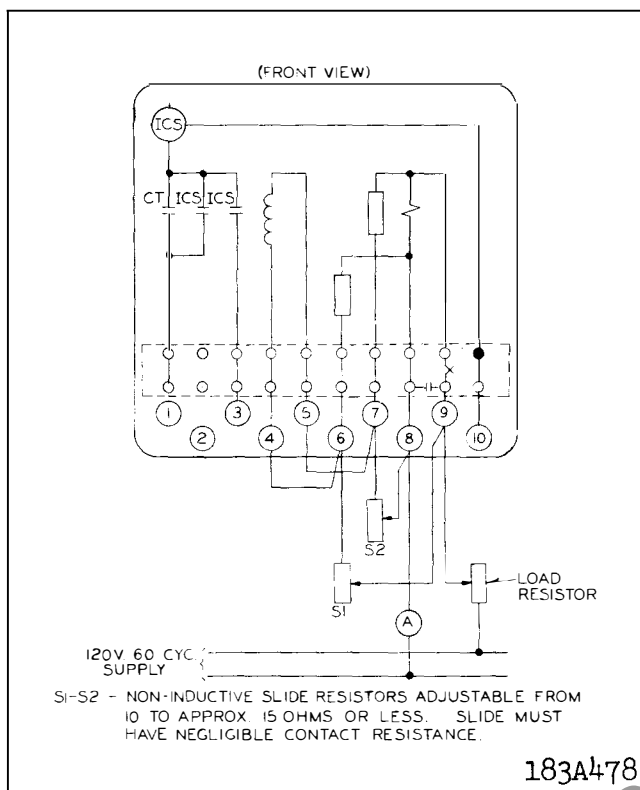 (FRONT VIEW)
ICS
CT ICS ICS
1 3 5 7 9
2 4 6 8 10
S2
S1
LOAD
RESISTOR
A
120V. 60 CYC.
SUPPLY
S1-S2 - NON-INDUCTIVE SLIDE RESISTORS ADJUSTABLE FROM
10 TO APPROX. 15 OHMS OR LESS. SLIDE MUST
HAVE NEGLIGIBLE CONTACT RESISTANCE.
183A478